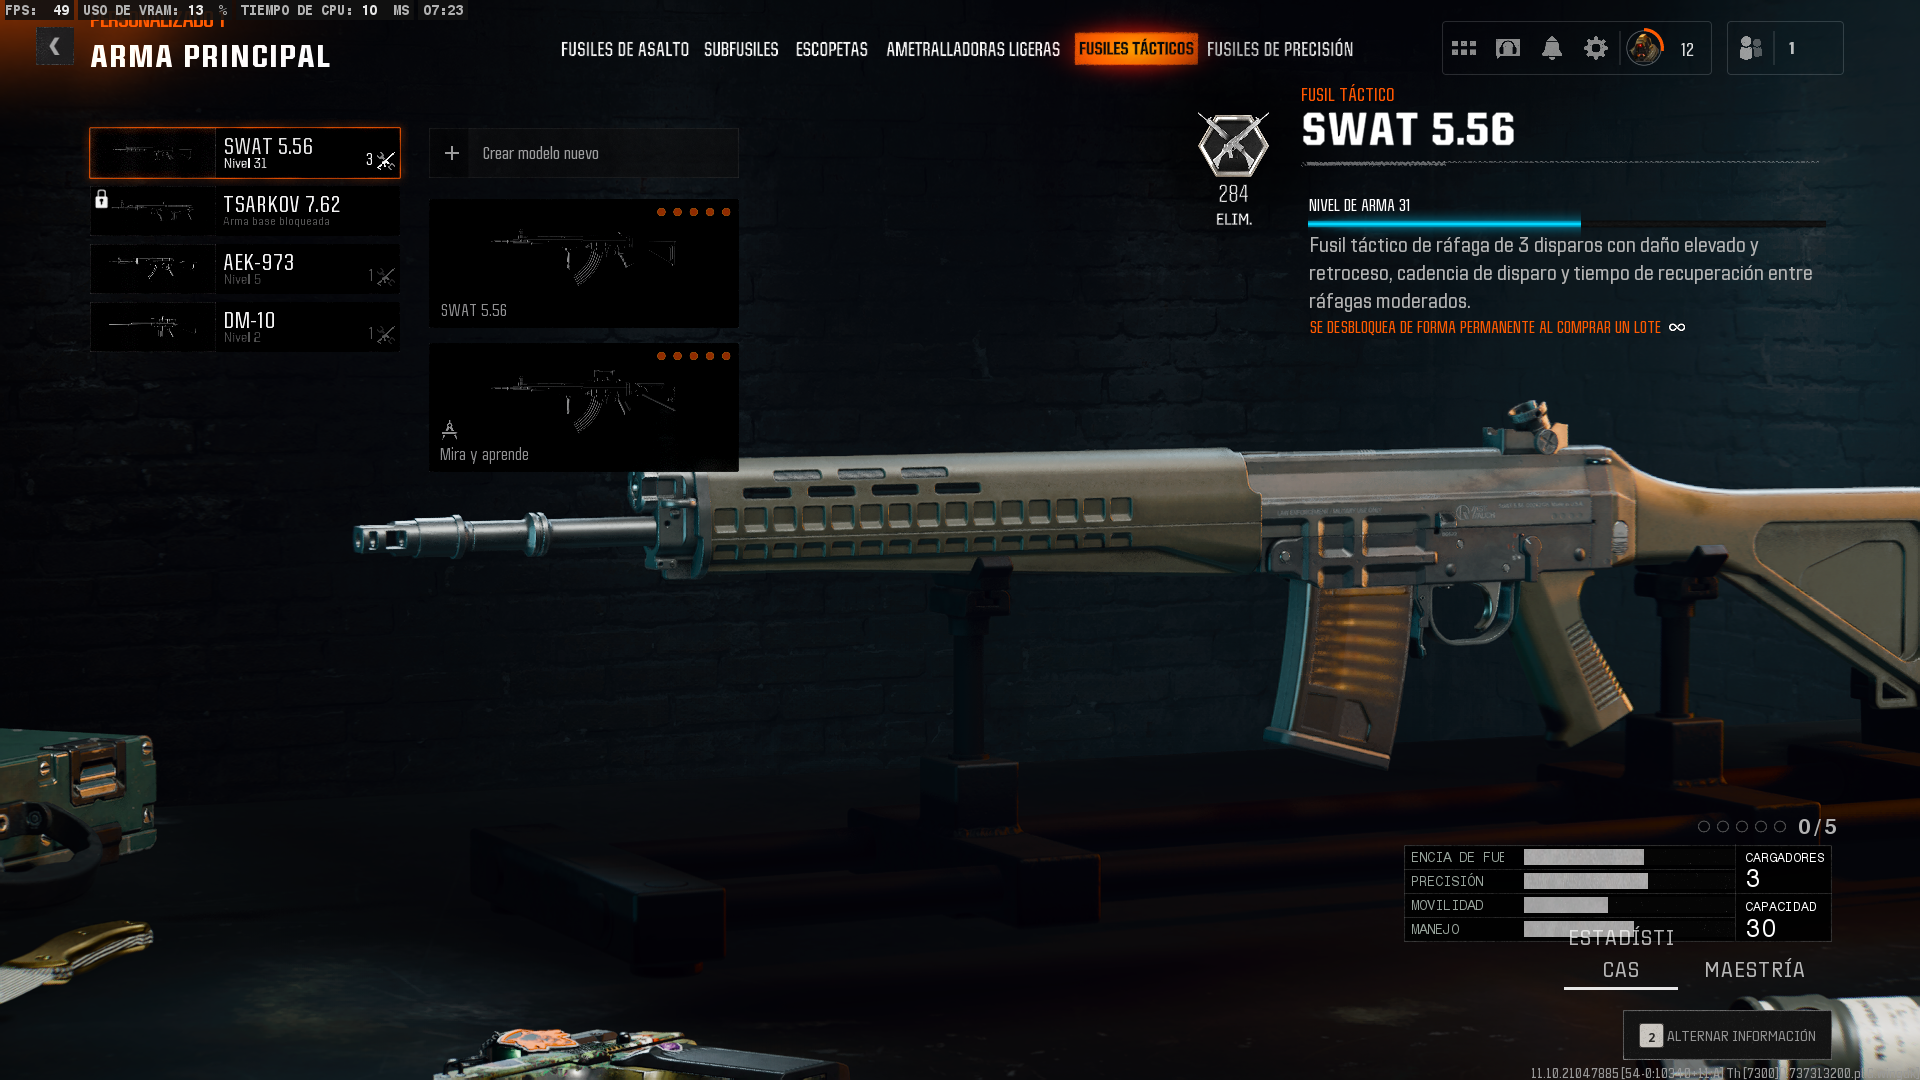 FPS: 49 USO DE VRAM: 13 % TIEMPO DE CPU: 10 MS 07:23
PERSONALIZADO 1
ARMA PRINCIPAL
FUSILES DE ASALTO SUBFUSILES ESCOPETAS AMETRALLADORAS LIGERAS FUSILES TÁCTICOS FUSILES DE PRECISIÓN
12
1
SWAT 5.56
Nivel 31
3
TSARKOV 7.62
Arma base bloqueada
AEK-973
Nivel 5
1
DM-10
Nivel 2
1
Crear modelo nuevo
SWAT 5.56
Mira y aprende
284
ELIM.
FUSIL TÁCTICO
SWAT 5.56
NIVEL DE ARMA 31
Fusil táctico de ráfaga de 3 disparos con daño elevado y
retroceso, cadencia de disparo y tiempo de recuperación entre
ráfagas moderados.
SE DESBLOQUEA DE FORMA PERMANENTE AL COMPRAR UN LOTE
0/5
ENCIA DE FUE
PRECISIÓN
MOVILIDAD
MANEJO
CARGADORES
3
CAPACIDAD
30
ESTADÍSTI
CAS
MAESTRÍA
2 ALTERNAR INFORMACIÓN